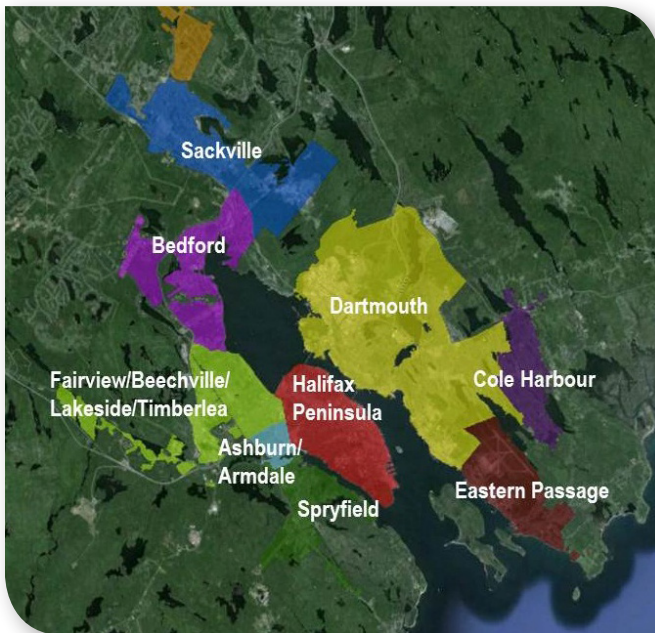 Sackville
Bedford
Dartmouth
Fairview/Beechville/
Lakeside/Timberlea
Halifax
Peninsula
Cole Harbour
Ashburn/
Armdale
Eastern Passage
Spryfield